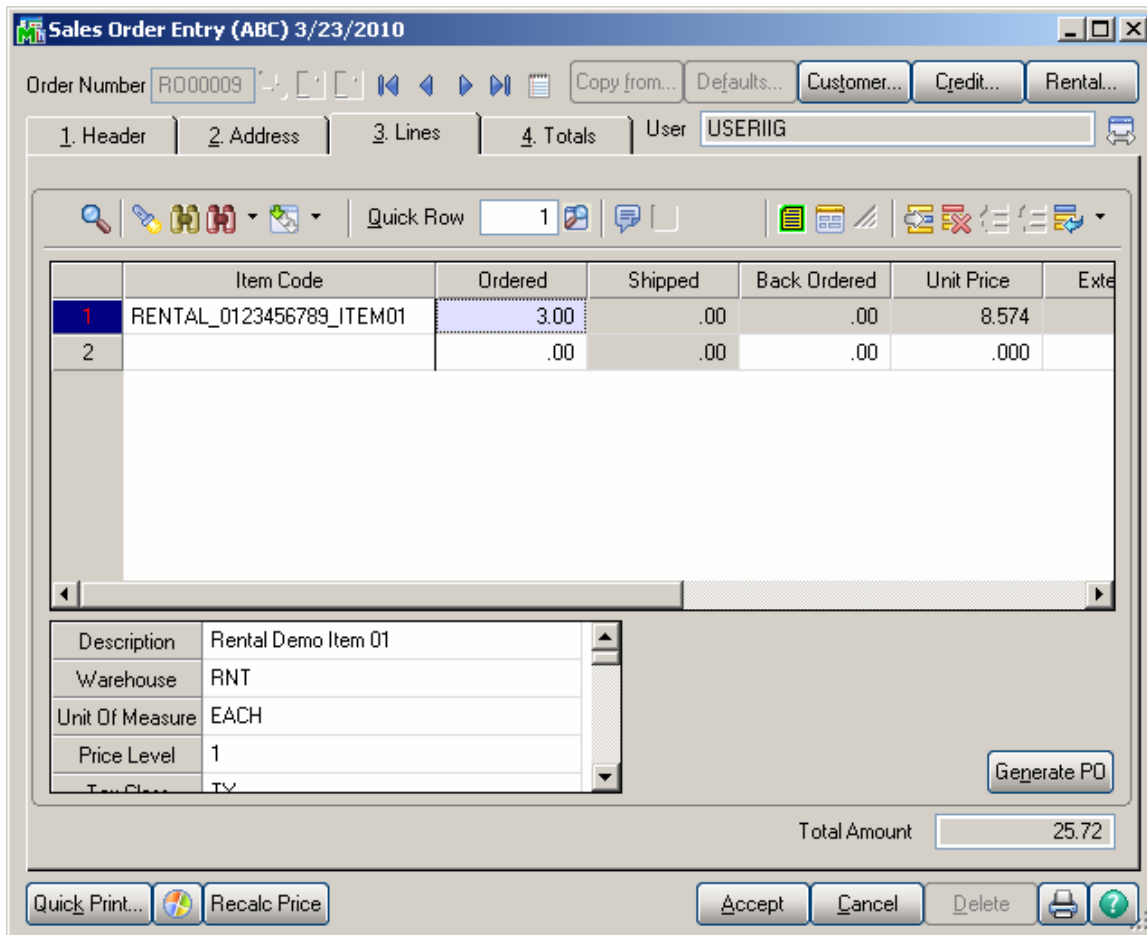 Sales Order Entry (ABC) 3/23/2010
Order Number RO00009 Copy from... Defaults... Customer... Credit... Rental...
1. Header 2. Address 3. Lines 4. Totals User USERIIG
Quick Row 1
Item Code Ordered Shipped Back Ordered Unit Price Exte
1 RENTAL_0123456789_ITEM01 3.00 .00 .00 8.574
2 .00 .00 .00 .000
Description Rental Demo Item 01
Warehouse RNT
Unit Of Measure EACH
Price Level 1
Generate PO
Total Amount 25.72
Quick Print... Recalc Price Accept Cancel Delete